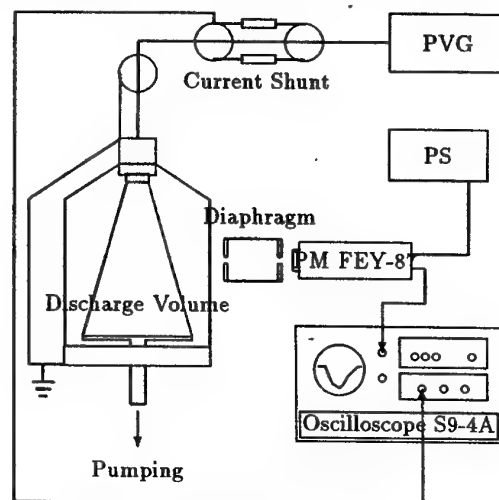 PVG
Current Shunt
PS
Diaphragm
PM FEY-87
Discharge Volume
Oscilloscope S9-4A
Pumping